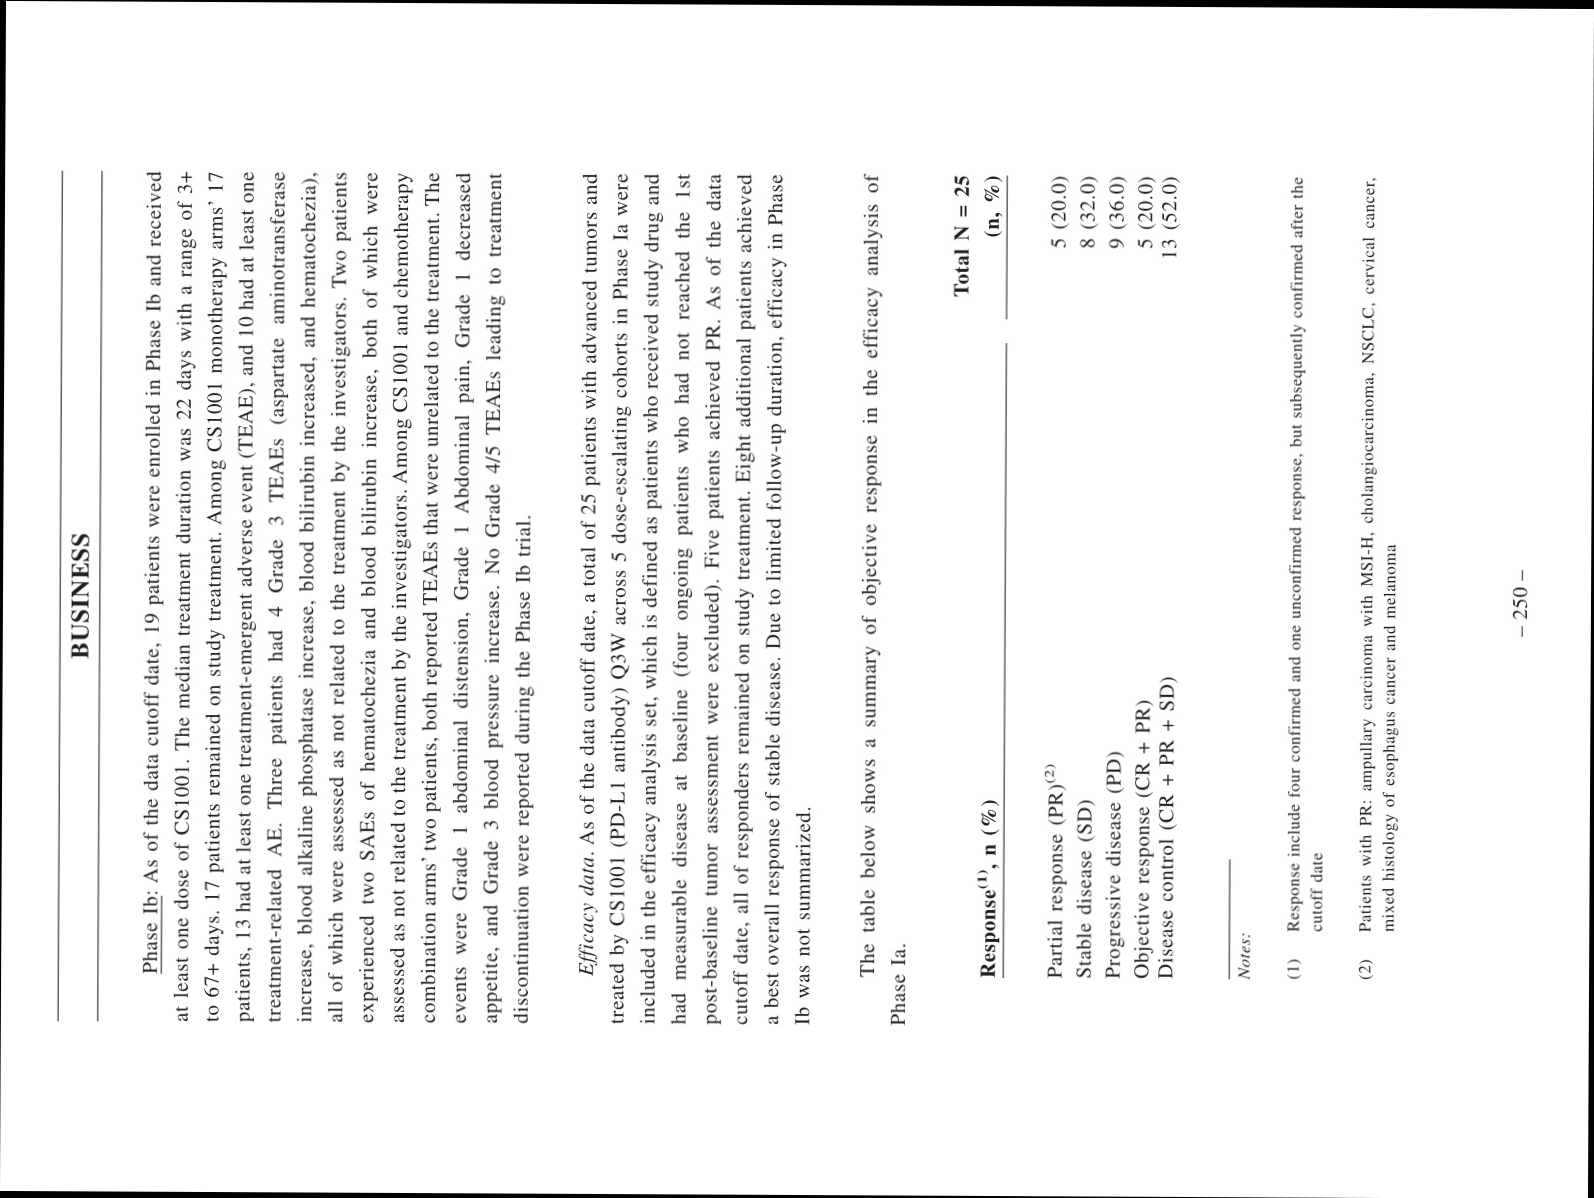 BUSINESS
Phase Ib: As of the data cutoff date, 19 patients were enrolled in Phase Ib and received
at least one dose of CS1001. The median treatment duration was 22 days with a range of 3+
to 67+ days. 17 patients remained on study treatment. Among CS1001 monotherapy arms' 17
patients, 13 had at least one treatment-emergent adverse event (TEAE), and 10 had at least one
treatment-related AE. Three patients had 4 Grade 3 TEAEs (aspartate aminotransferase
increase, blood alkaline phosphatase increase, blood bilirubin increased, and hematochezia),
all of which were assessed as not related to the treatment by the investigators. Two patients
experienced two SAEs of hematochezia and blood bilirubin increase, both of which were
assessed as not related to the treatment by the investigators. Among CS1001 and chemotherapy
combination arms' two patients, both reported TEAEs that were unrelated to the treatment. The
events were Grade 1 abdominal distension, Grade 1 Abdominal pain, Grade 1 decreased
appetite, and Grade 3 blood pressure increase. No Grade 4/5 TEAEs leading to treatment
discontinuation were reported during the Phase Ib trial.
Efficacy data. As of the data cutoff date, a total of 25 patients with advanced tumors and
treated by CS1001 (PD-L1 antibody) Q3W across 5 dose-escalating cohorts in Phase Ia were
included in the efficacy analysis set, which is defined as patients who received study drug and
had measurable disease at baseline (four ongoing patients who had not reached the 1st
post-baseline tumor assessment were excluded). Five patients achieved PR. As of the data
cutoff date, all of responders remained on study treatment. Eight additional patients achieved
a best overall response of stable disease. Due to limited follow-up duration, efficacy in Phase
Ib was not summarized.
The table below shows a summary of objective response in the efficacy analysis of
Phase Ia.
Total N = 25
Response(1), n (%) (n, %)
Partial response (PR)(2) 5 (20.0)
Stable disease (SD) 8 (32.0)
Progressive disease (PD) 9 (36.0)
Objective response (CR + PR) 5 (20.0)
Disease control (CR + PR + SD) 13 (52.0)
Notes:
(1) Response include four confirmed and one unconfirmed response, but subsequently confirmed after the
cutoff date
(2) Patients with PR: ampullary carcinoma with MSI-H, cholangiocarcinoma, NSCLC, cervical cancer,
mixed histology of esophagus cancer and melanoma
– 250 –